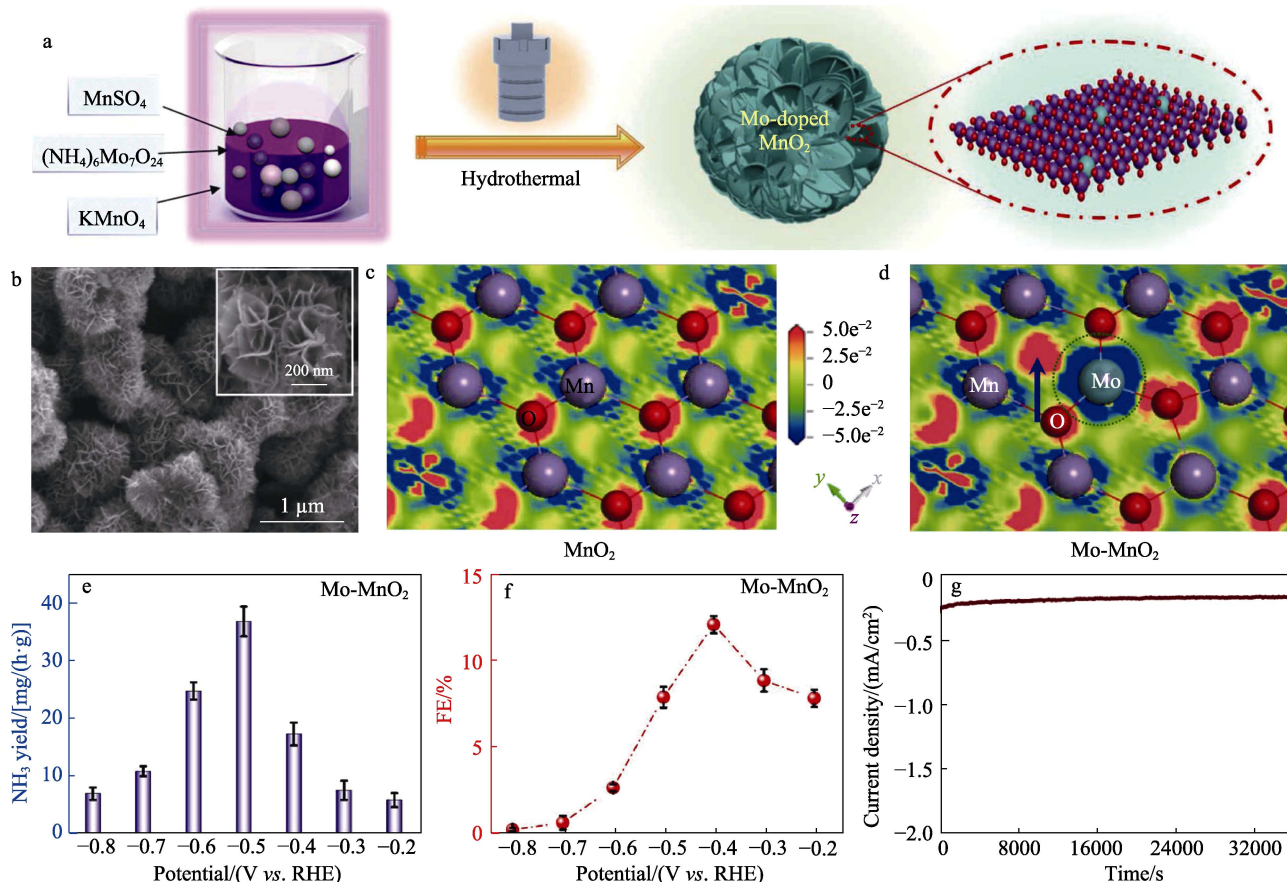 a
MnSO₄
(NH₄)₆Mo₇O₂₄
KMnO₄
Hydrothermal
Mo-doped
MnO₂
b
200 nm
1 µm
c
Mn
O
5.0e⁻²
2.5e⁻²
0
−2.5e⁻²
−5.0e⁻²
y
x
z
MnO₂
d
Mn
Mo
O
Mo-MnO₂
e
Mo-MnO₂
NH₃ yield/[mg/(h·g)]
40
30
20
10
0
−0.8 −0.7 −0.6 −0.5 −0.4 −0.3 −0.2
Potential/(V vs. RHE)
f
Mo-MnO₂
FE/%
15
10
5
0
−0.8 −0.7 −0.6 −0.5 −0.4 −0.3 −0.2
Potential/(V vs. RHE)
g
Current density/(mA/cm²)
0
−0.5
−1.0
−1.5
−2.0
0 8000 16000 24000 32000
Time/s